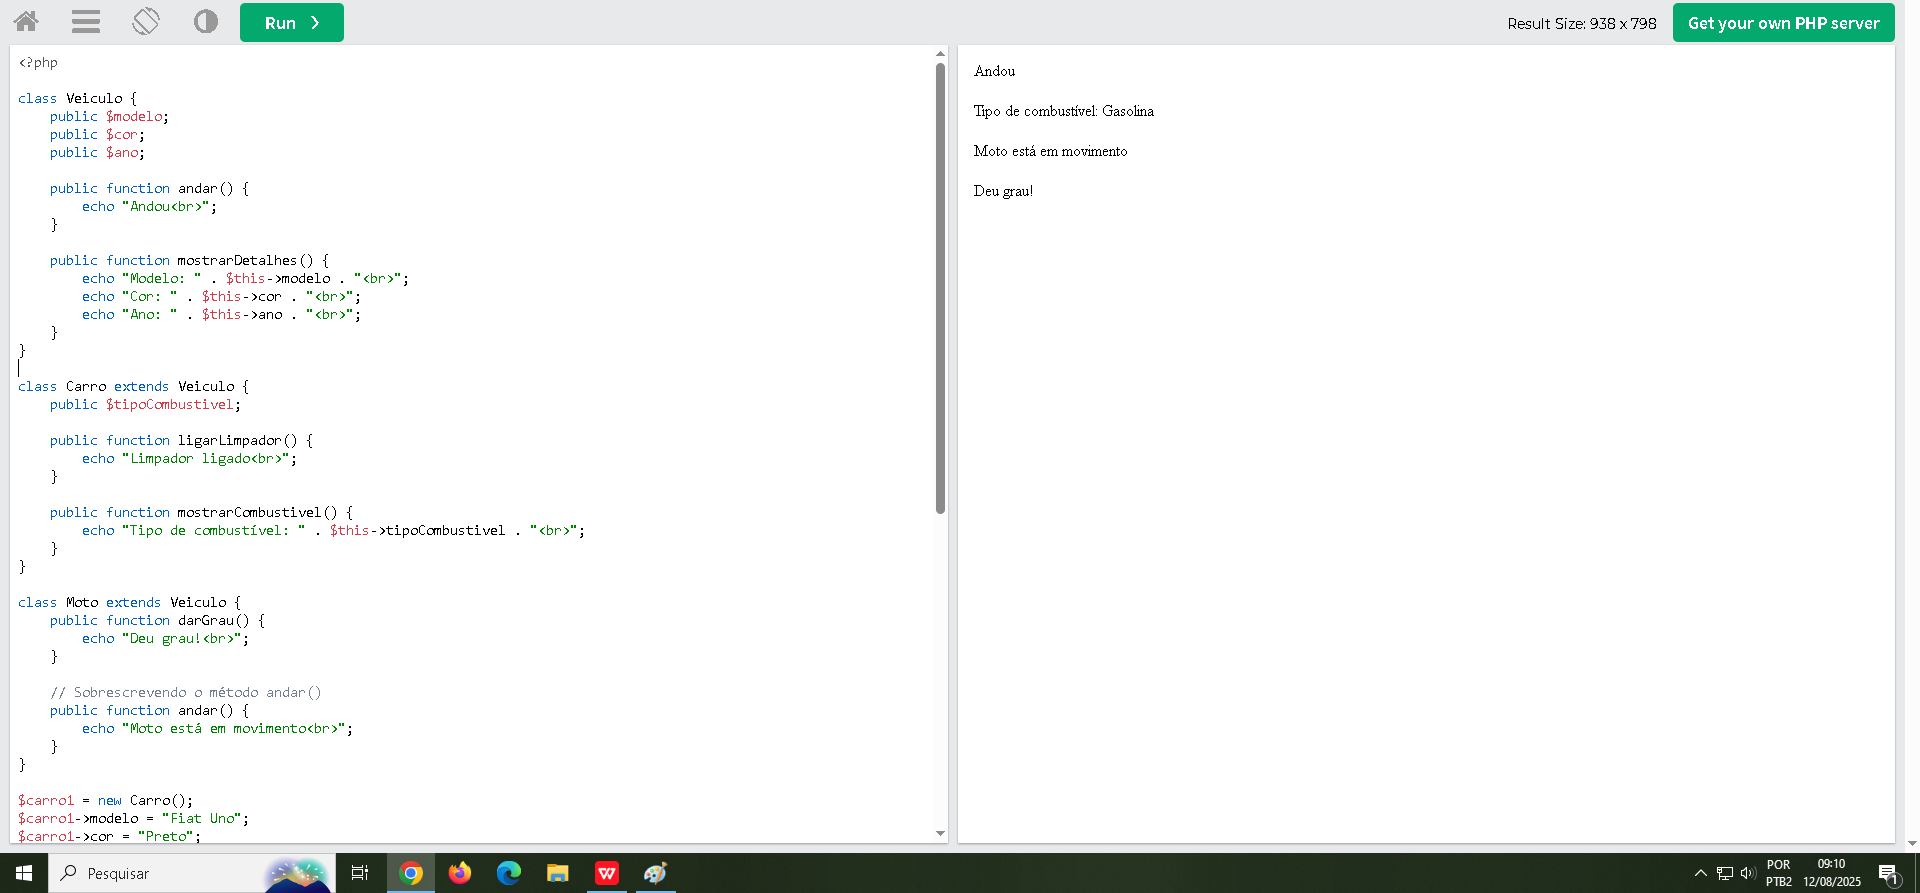 Run
Result Size: 938 x 798
Get your own PHP server
<?php
class Veiculo {
    public $modelo;
    public $cor;
    public $ano;
    public function andar() {
        echo "Andou<br>";
    }
    public function mostrarDetalhes() {
        echo "Modelo: " . $this->modelo . "<br>";
        echo "Cor: " . $this->cor . "<br>";
        echo "Ano: " . $this->ano . "<br>";
    }
}
class Carro extends Veiculo {
    public $tipoCombustivel;
    public function ligarLimpador() {
        echo "Limpador ligado<br>";
    }
    public function mostrarCombustivel() {
        echo "Tipo de combustível: " . $this->tipoCombustivel . "<br>";
    }
}
class Moto extends Veiculo {
    public function darGrau() {
        echo "Deu grau!<br>";
    }
    // Sobrescrevendo o método andar()
    public function andar() {
        echo "Moto está em movimento<br>";
    }
}
$carro1 = new Carro();
$carro1->modelo = "Fiat Uno";
$carro1->cor = "Preto";
Andou
Tipo de combustível: Gasolina
Moto está em movimento
Deu grau!
Pesquisar
POR
PTB2
09:10
12/08/2025
1